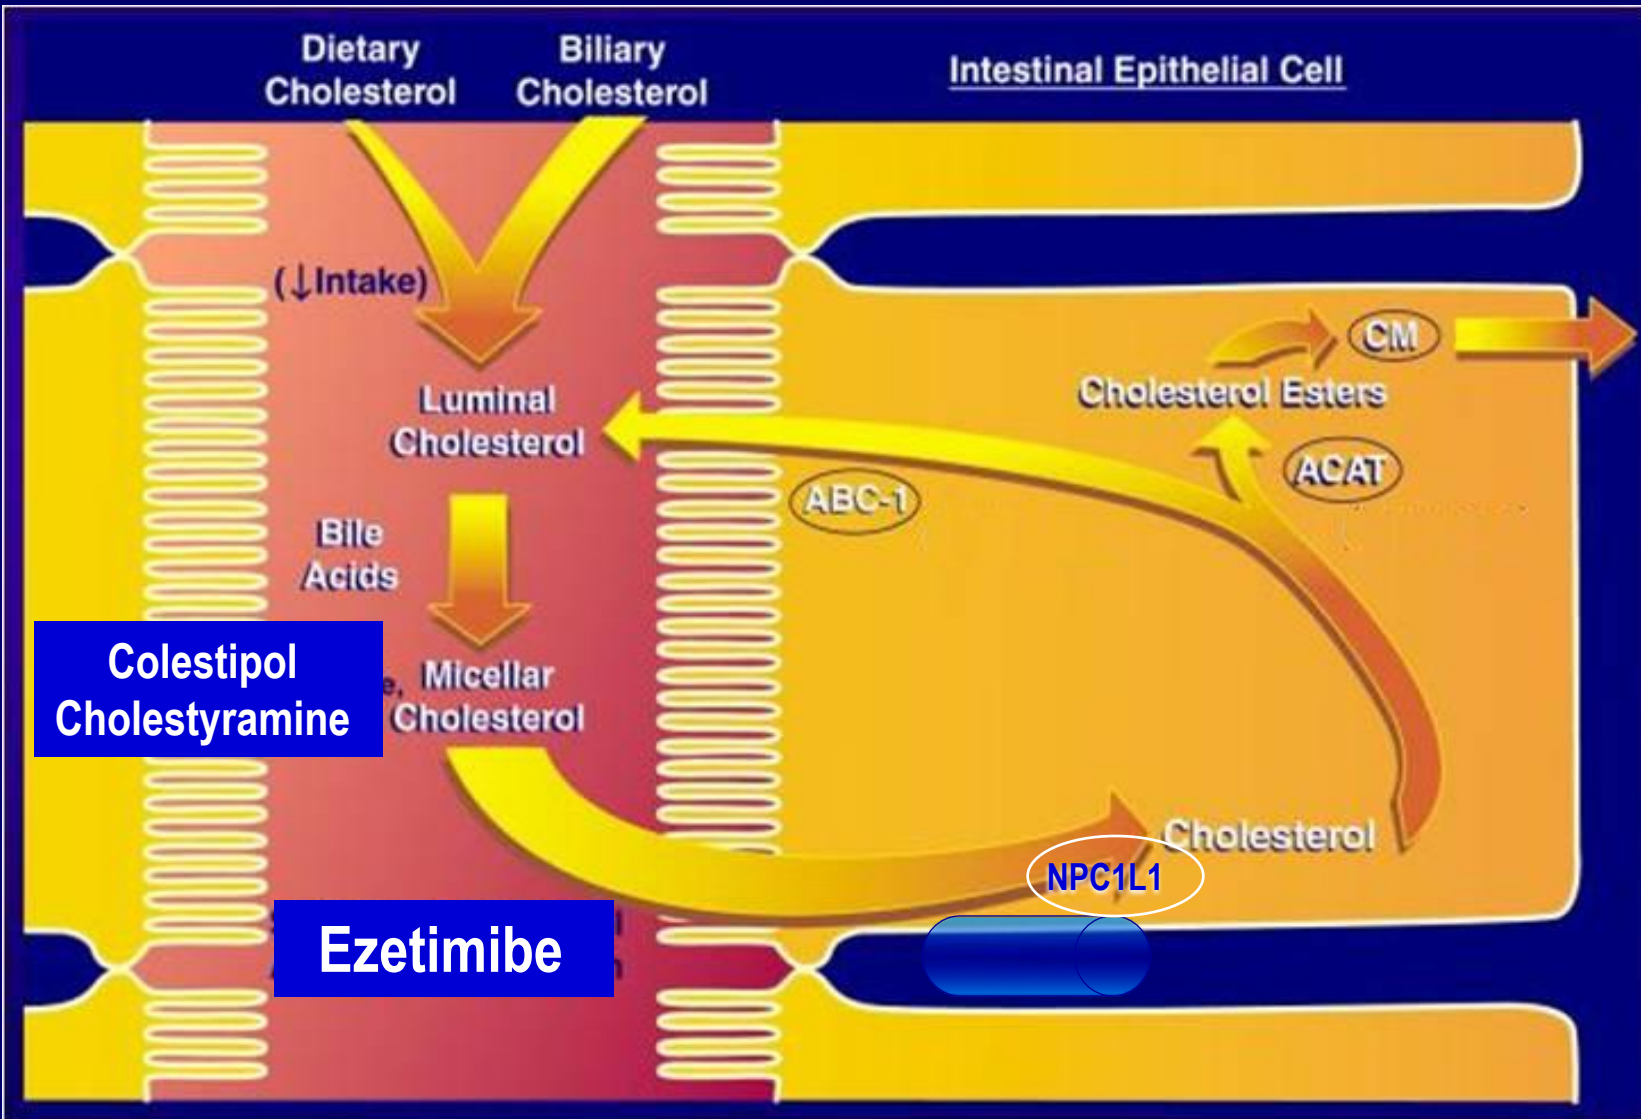 Dietary
Cholesterol
Biliary
Cholesterol
Intestinal Epithelial Cell
(↓Intake)
CM
Cholesterol Esters
Luminal
Cholesterol
ACAT
ABC-1
Bile
Acids
Colestipol
Cholestyramine
Micellar
Cholesterol
Cholesterol
NPC1L1
Ezetimibe